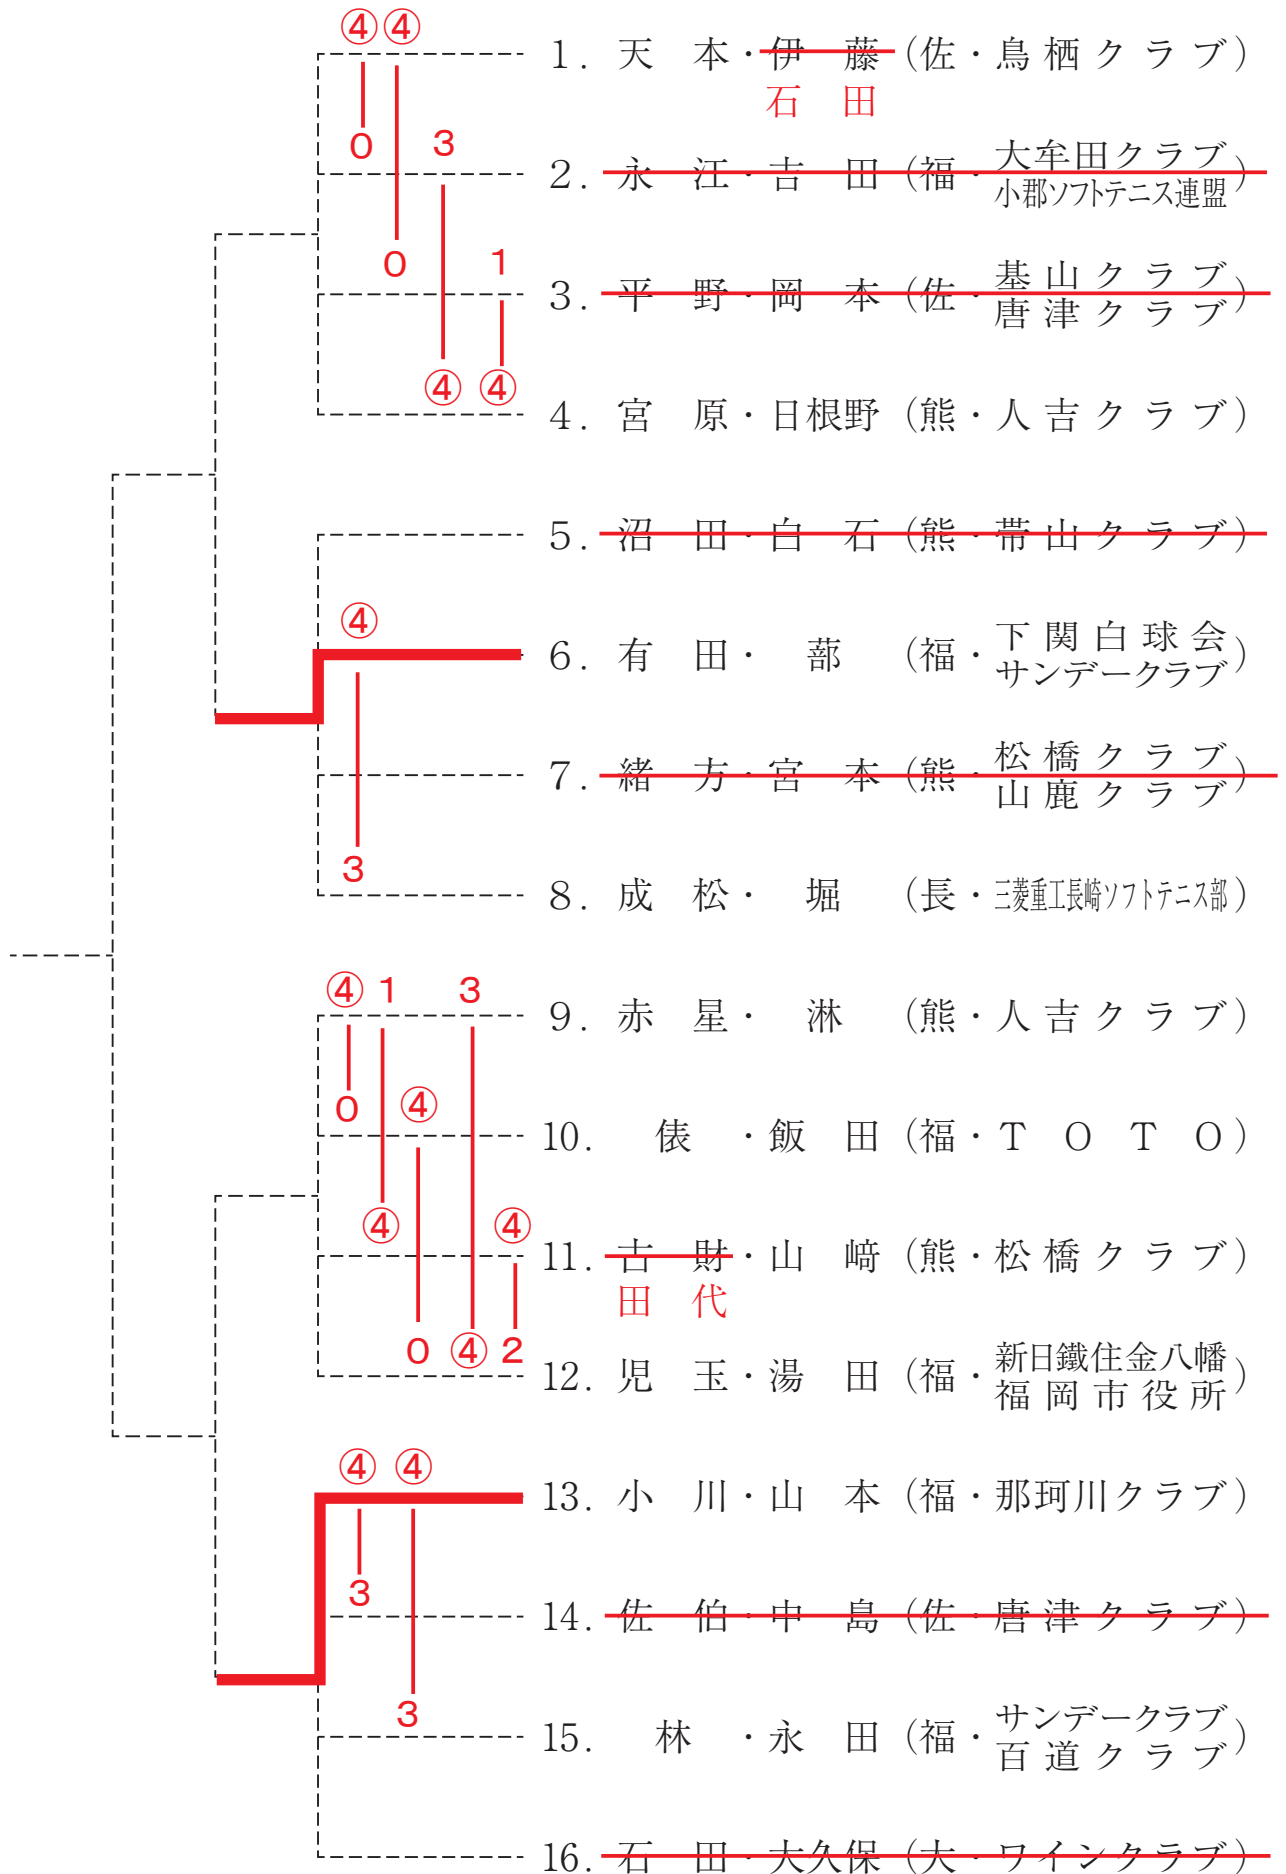 ④ ④
1. 天本・伊藤 (佐・鳥栖クラブ)
石田
0 3
2. 永江・吉田 (福・大牟田クラブ
小郡ソフトテニス連盟)
0 1
3. 平野・岡本 (佐・基山クラブ
唐津クラブ)
④ ④
4. 宮原・日根野 (熊・人吉クラブ)
5. 沼田・白石 (熊・帯山クラブ)
④
6. 有田・蔀 (福・下関白球会
サンデークラブ)
7. 緒方・宮本 (熊・松橋クラブ
山鹿クラブ)
3
8. 成松・堀 (長・三菱重工長崎ソフトテニス部)
④ 1 3
9. 赤星・淋 (熊・人吉クラブ)
0 ④
10. 俵・飯田 (福・TOTO)
④ ④
11. 古財・山﨑 (熊・松橋クラブ)
田代
0 ④ 2
12. 児玉・湯田 (福・新日鐵住金八幡
福岡市役所)
④ ④
13. 小川・山本 (福・那珂川クラブ)
3
14. 佐伯・中島 (佐・唐津クラブ)
3
15. 林・永田 (福・サンデークラブ
百道クラブ)
16. 石田・大久保 (大・ワインクラブ)